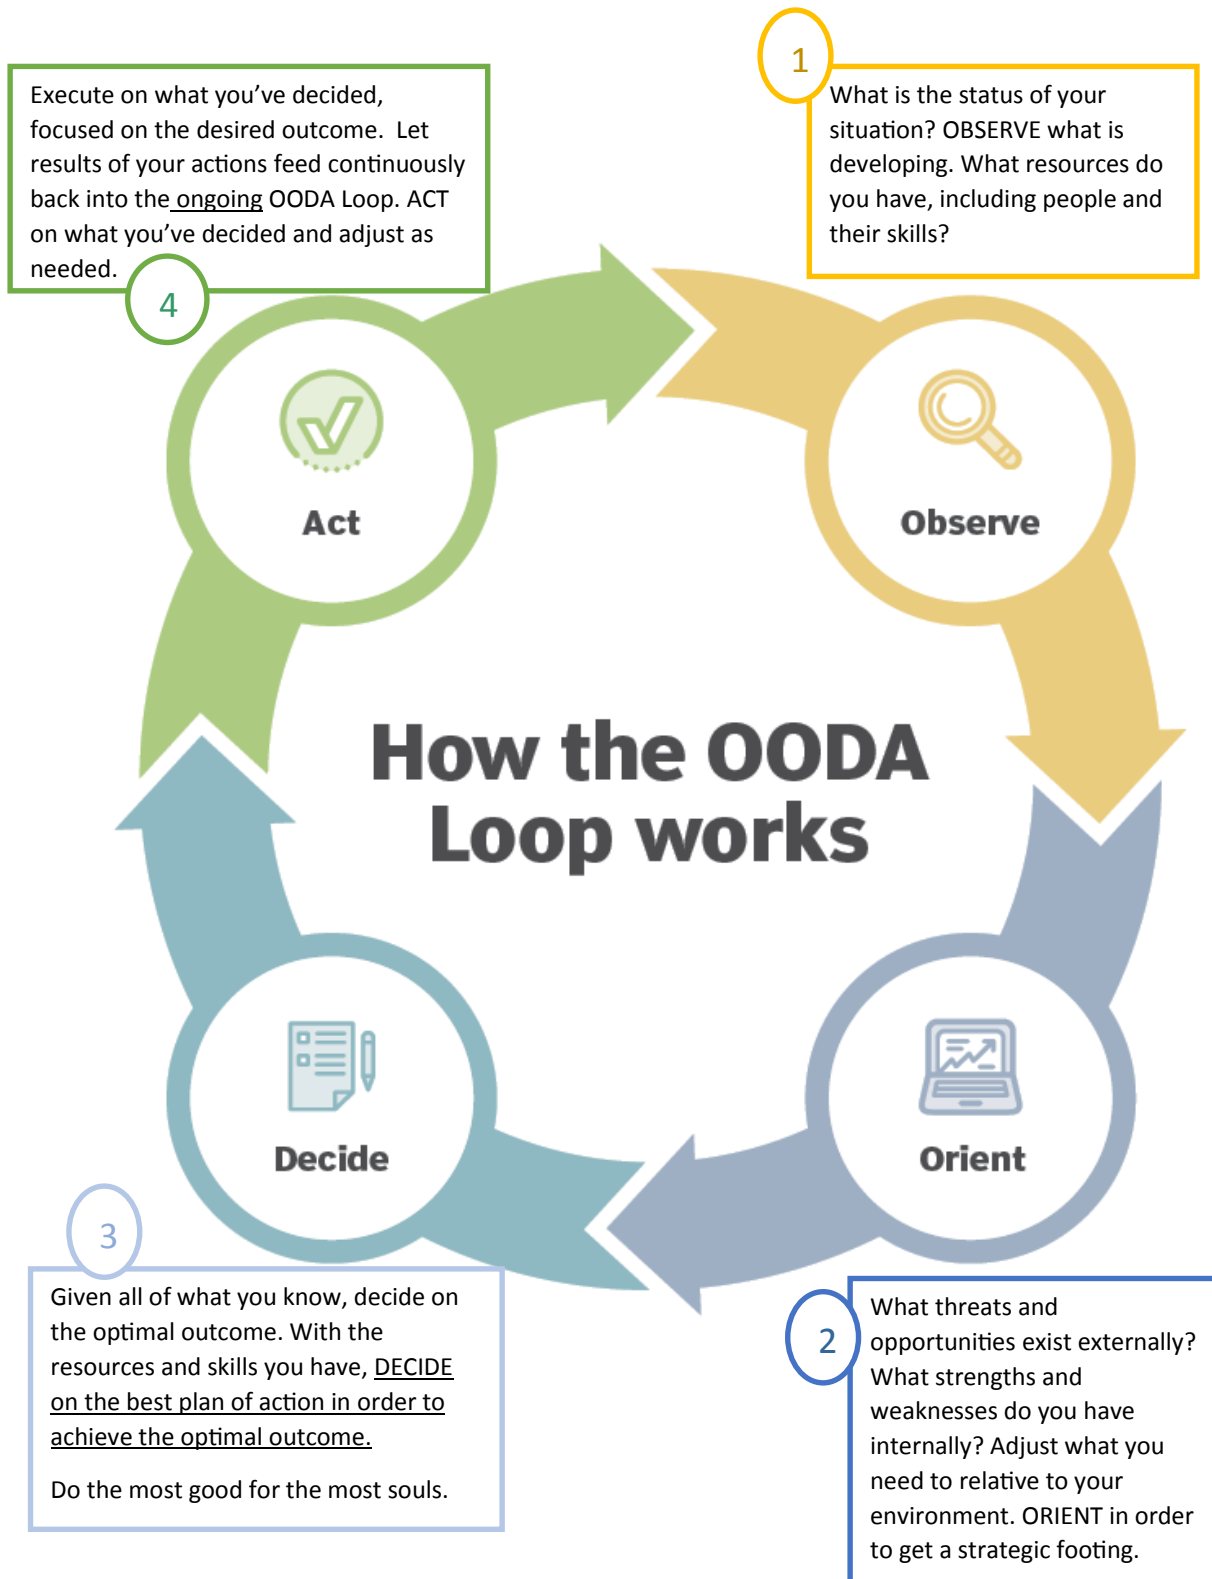 1
What is the status of your
situation? OBSERVE what is
developing. What resources do
you have, including people and
their skills?
Execute on what you’ve decided,
focused on the desired outcome.  Let
results of your actions feed continuously
back into the ongoing OODA Loop. ACT
on what you’ve decided and adjust as
needed.
4
Act
Observe
How the OODA
Loop works
Decide
Orient
3
Given all of what you know, decide on
the optimal outcome. With the
resources and skills you have, DECIDE
on the best plan of action in order to
achieve the optimal outcome.
Do the most good for the most souls.
2
What threats and
opportunities exist externally?
What strengths and
weaknesses do you have
internally? Adjust what you
need to relative to your
environment. ORIENT in order
to get a strategic footing.